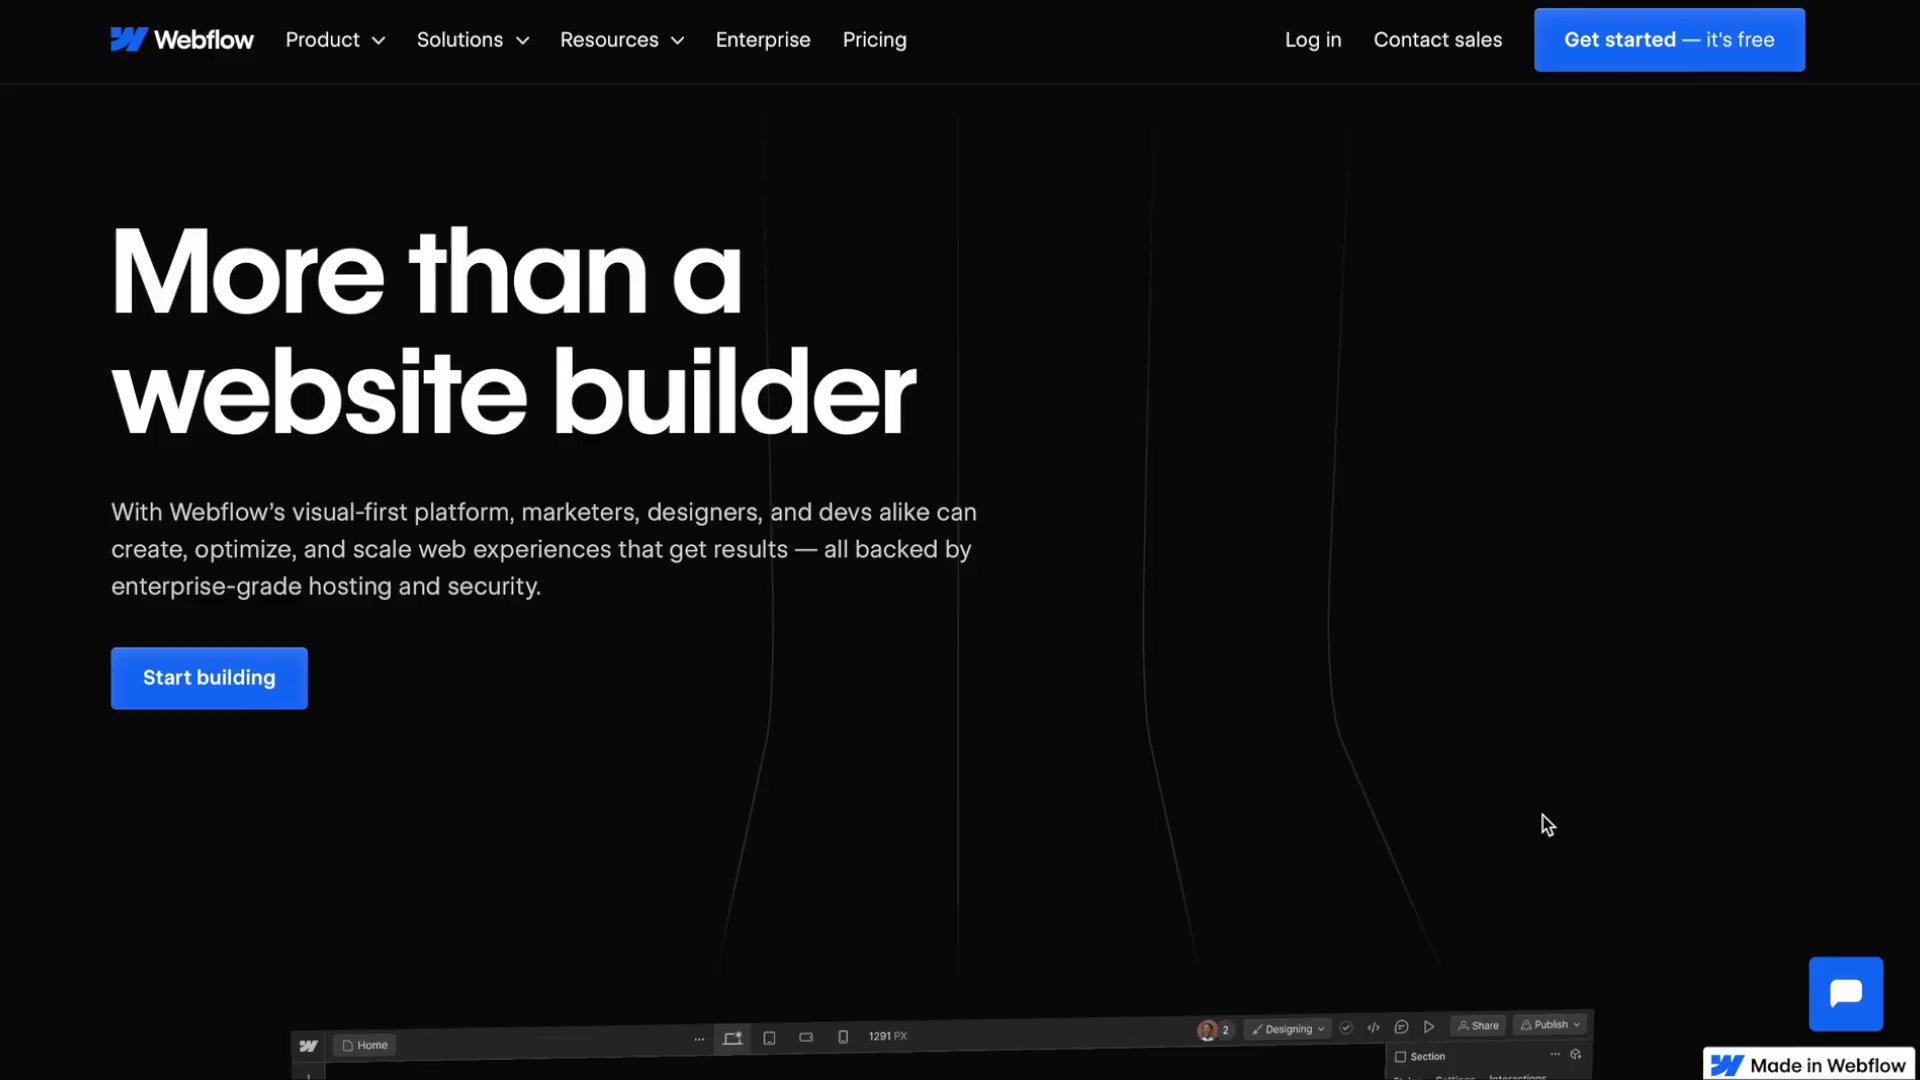 Webflow Product Solutions Resources Enterprise Pricing Log in Contact sales Get started — it's free
More than a
website builder
With Webflow’s visual-first platform, marketers, designers, and devs alike can
create, optimize, and scale web experiences that get results — all backed by
enterprise-grade hosting and security.
Start building
Home ... 1291 PX 2 Designing Share Publish
Section ...
Made in Webflow